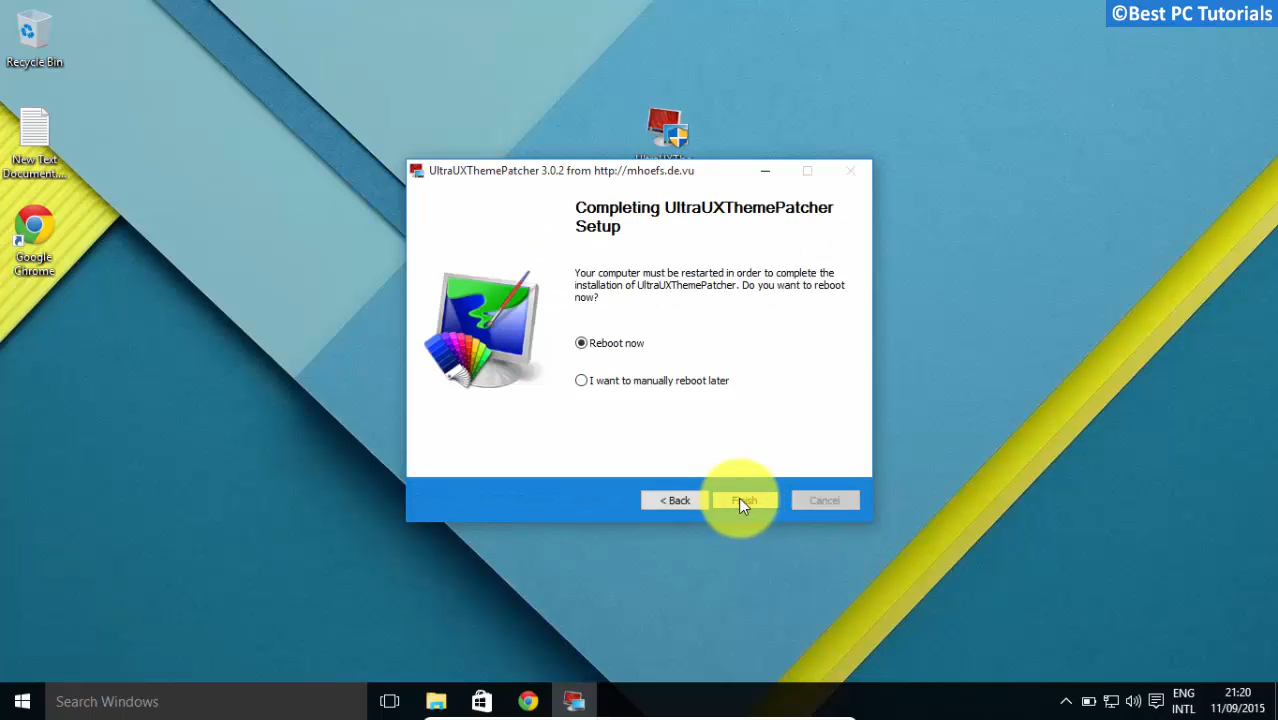 ©Best PC Tutorials
Recycle Bin
New Text
Document....
Google
Chrome
UltraUXThemePatcher 3.0.2 from http://mhoefs.de.vu
Completing UltraUXThemePatcher
Setup
Your computer must be restarted in order to complete the
installation of UltraUXThemePatcher. Do you want to reboot
now?
Reboot now
I want to manually reboot later
< Back
Finish
Cancel
Search Windows
ENG
INTL
21:20
11/09/2015